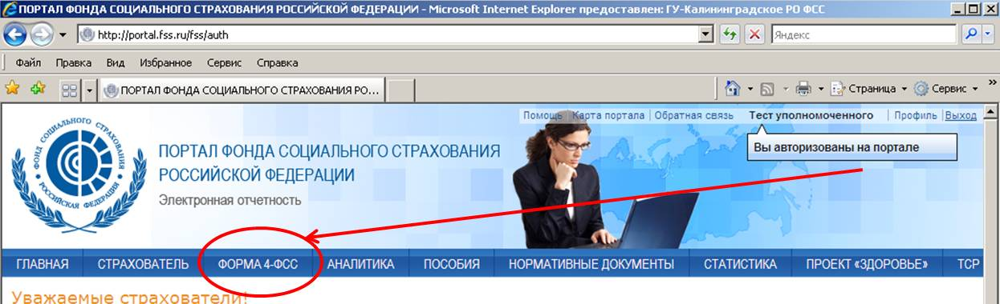 ПОРТАЛ ФОНДА СОЦИАЛЬНОГО СТРАХОВАНИЯ РОССИЙСКОЙ ФЕДЕРАЦИИ - Microsoft Internet Explorer предоставлен: ГУ-Калининградское РО ФСС
http://portal.fss.ru/fss/auth
Яндекс
Файл Правка Вид Избранное Сервис Справка
ПОРТАЛ ФОНДА СОЦИАЛЬНОГО СТРАХОВАНИЯ РО...
Страница Сервис »
Помощь Карта портала Обратная связь Тест уполномоченного Профиль Выход
Вы авторизованы на портале
ФОНД СОЦИАЛЬНОГО СТРАХОВАНИЯ
РОССИЙСКАЯ ФЕДЕРАЦИЯ
ПОРТАЛ ФОНДА СОЦИАЛЬНОГО СТРАХОВАНИЯ
РОССИЙСКОЙ ФЕДЕРАЦИИ
Электронная отчетность
ГЛАВНАЯ СТРАХОВАТЕЛЬ ФОРМА 4-ФСС АНАЛИТИКА ПОСОБИЯ НОРМАТИВНЫЕ ДОКУМЕНТЫ СТАТИСТИКА ПРОЕКТ «ЗДОРОВЬЕ» ТСР
Уважаемые страхователи!